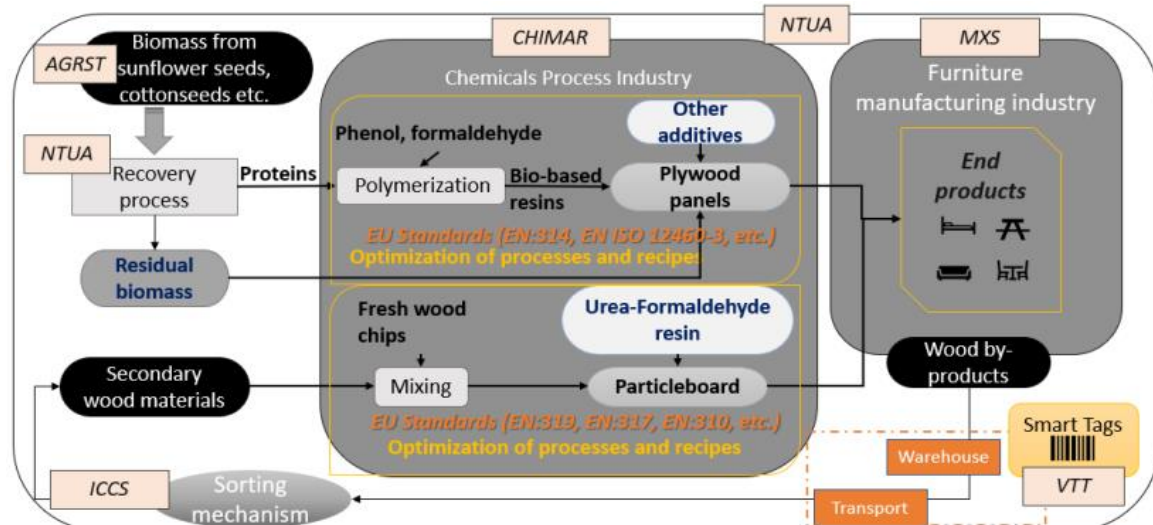 AGRST
Biomass from
sunflower seeds,
cottonseeds etc.
CHIMAR
NTUA
MXS
Chemicals Process Industry
Furniture
manufacturing industry
NTUA
Recovery
process
Proteins
Phenol, formaldehyde
Polymerization
Bio-based
resins
Other
additives
Plywood
panels
EU Standards (EN:314, EN ISO 12460-3, etc.)
Optimization of processes and recipes
End
products
Residual
biomass
Fresh wood
chips
Urea-Formaldehyde
resin
Secondary
wood materials
Mixing
Particleboard
EU Standards (EN:319, EN:317, EN:310, etc.)
Optimization of processes and recipes
Wood by-
products
Smart Tags
Warehouse
VTT
Transport
ICCS
Sorting
mechanism